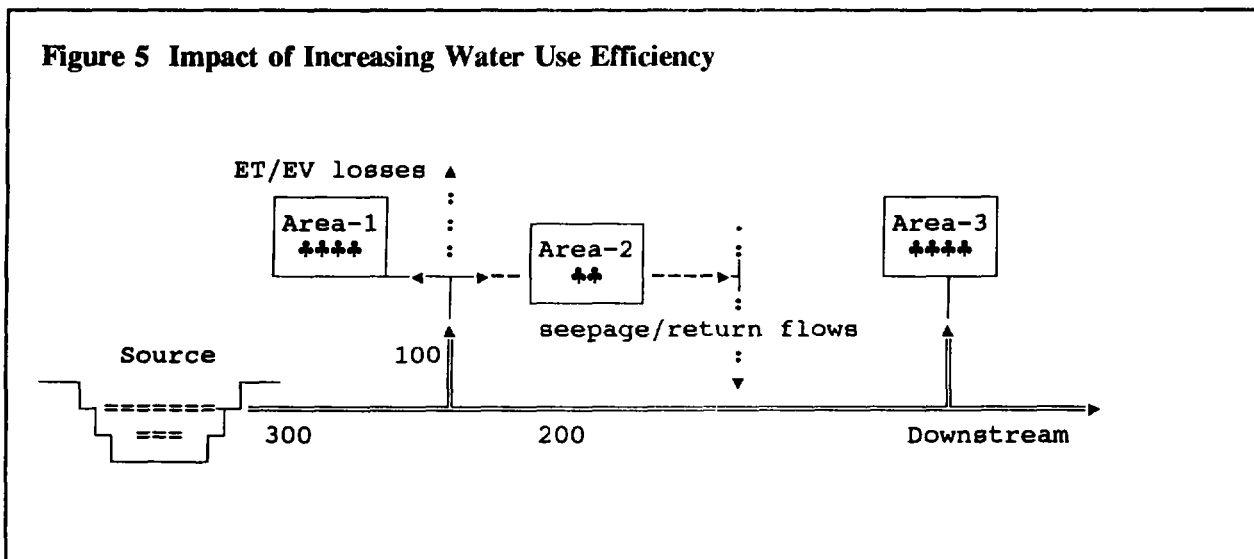 Figure 5 Impact of Increasing Water Use Efficiency
ET/EV losses
Area-1
♣♣♣♣
Area-2
♣♣
Area-3
♣♣♣♣
seepage/return flows
Source
100
300
200
Downstream